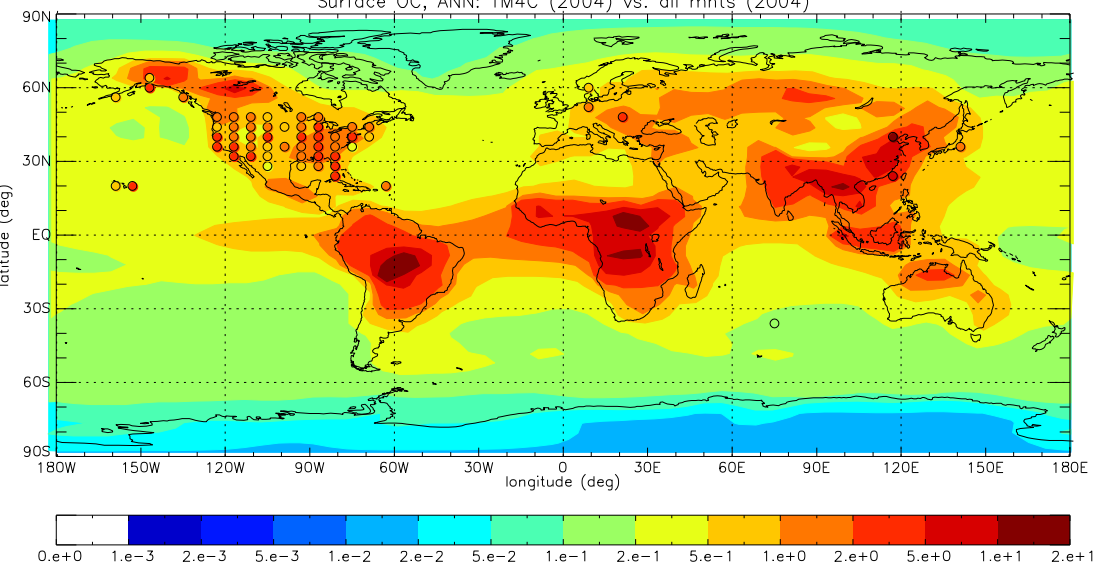 Surface OC, ANN: TM4C (2004) vs. all mnts (2004)
90N
60N
30N
EQ
30S
60S
90S
latitude (deg)
180W 150W 120W 90W 60W 30W 0 30E 60E 90E 120E 150E 180E
longitude (deg)
0.e+0 1.e-3 2.e-3 5.e-3 1.e-2 2.e-2 5.e-2 1.e-1 2.e-1 5.e-1 1.e+0 2.e+0 5.e+0 1.e+1 2.e+1